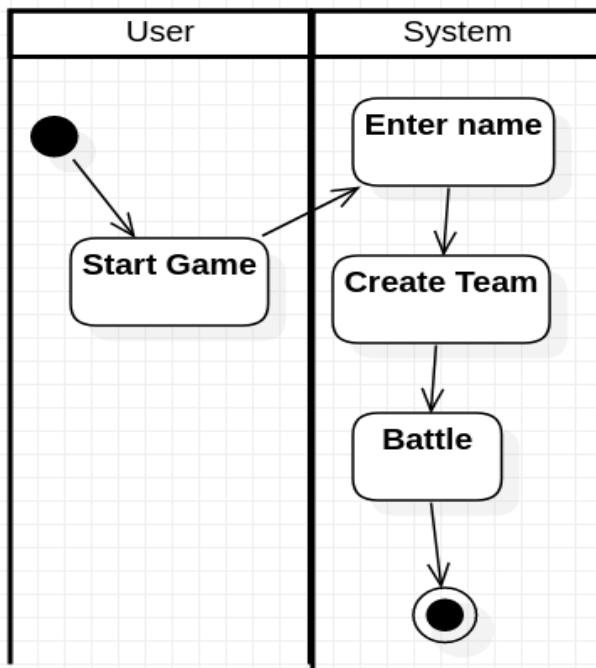 User
System
Enter name
Start Game
Create Team
Battle